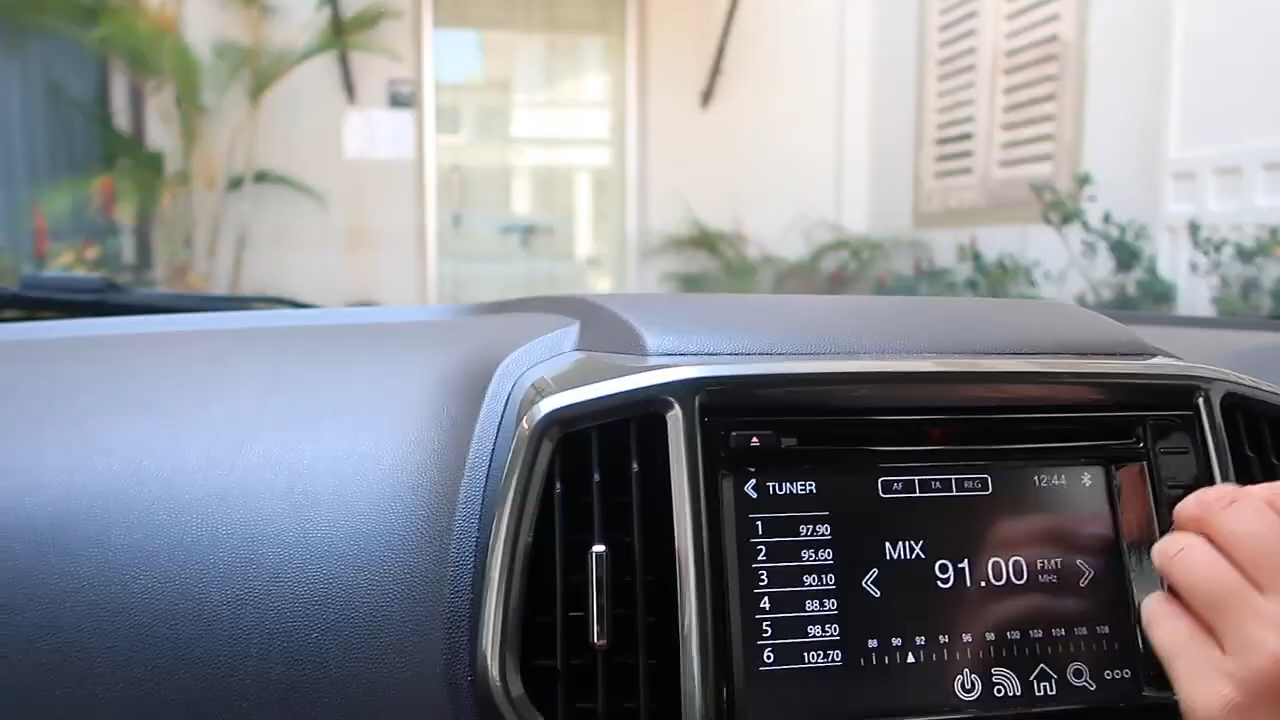 TUNER
AF TA REG
12:44
1 97.90
2 95.60
3 90.10
4 88.30
5 98.50
6 102.70
MIX
91.00 FMT
MHz
88 90 92 94 96 98 100 102 104 106 108